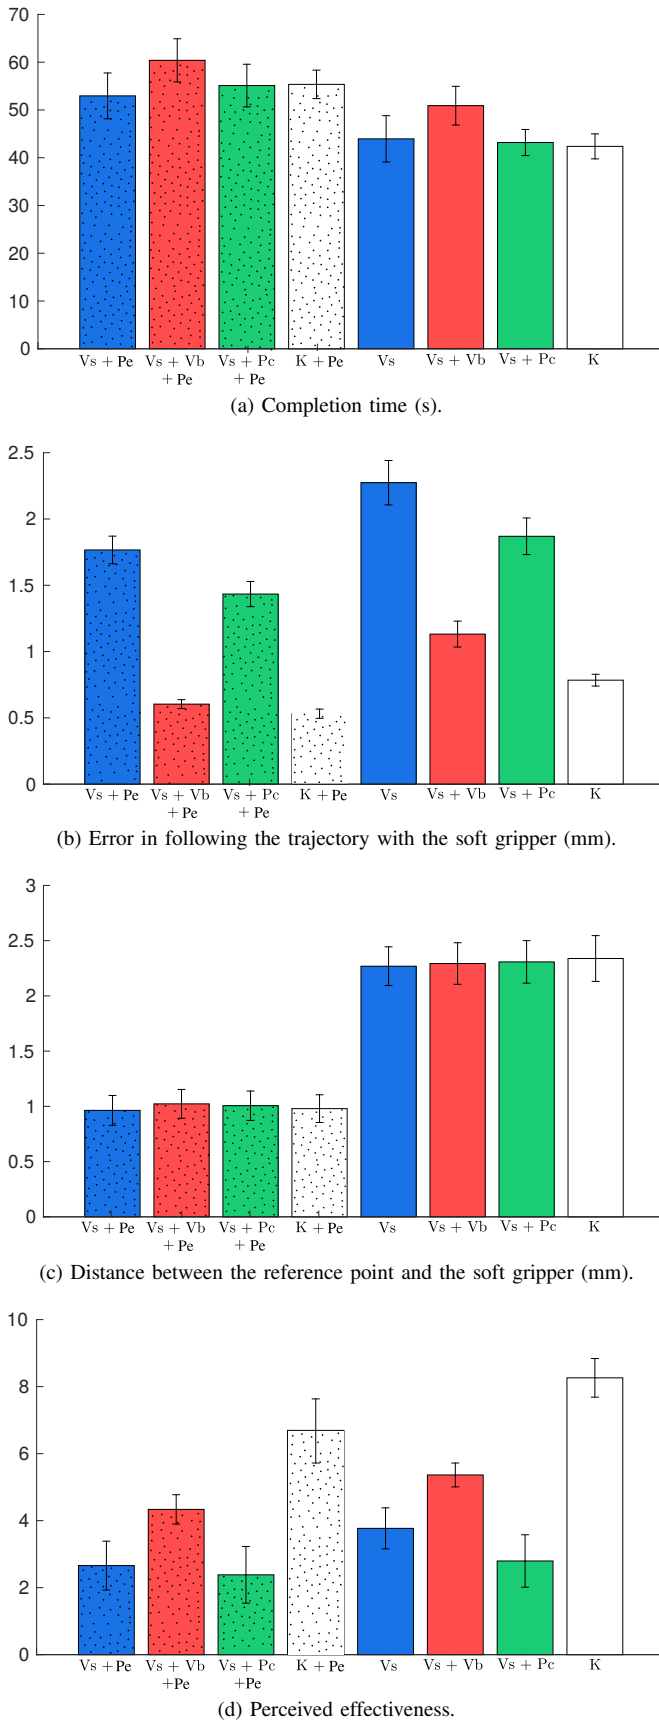 70
60
50
40
30
20
10
0
Vs + Pe Vs + Vb Vs + Pc K + Pe Vs Vs + Vb Vs + Pc K
+ Pe + Pe
(a) Completion time (s).
2.5
2
1.5
1
0.5
0
Vs + Pe Vs + Vb Vs + Pc K + Pe Vs Vs + Vb Vs + Pc K
+ Pe + Pe
(b) Error in following the trajectory with the soft gripper (mm).
3
2.5
2
1.5
1
0.5
0
Vs + Pe Vs + Vb Vs + Pc K + Pe Vs Vs + Vb Vs + Pc K
+ Pe + Pe
(c) Distance between the reference point and the soft gripper (mm).
10
8
6
4
2
0
Vs + Pe Vs + Vb Vs + Pc K + Pe Vs Vs + Vb Vs + Pc K
+Pe +Pe
(d) Perceived effectiveness.